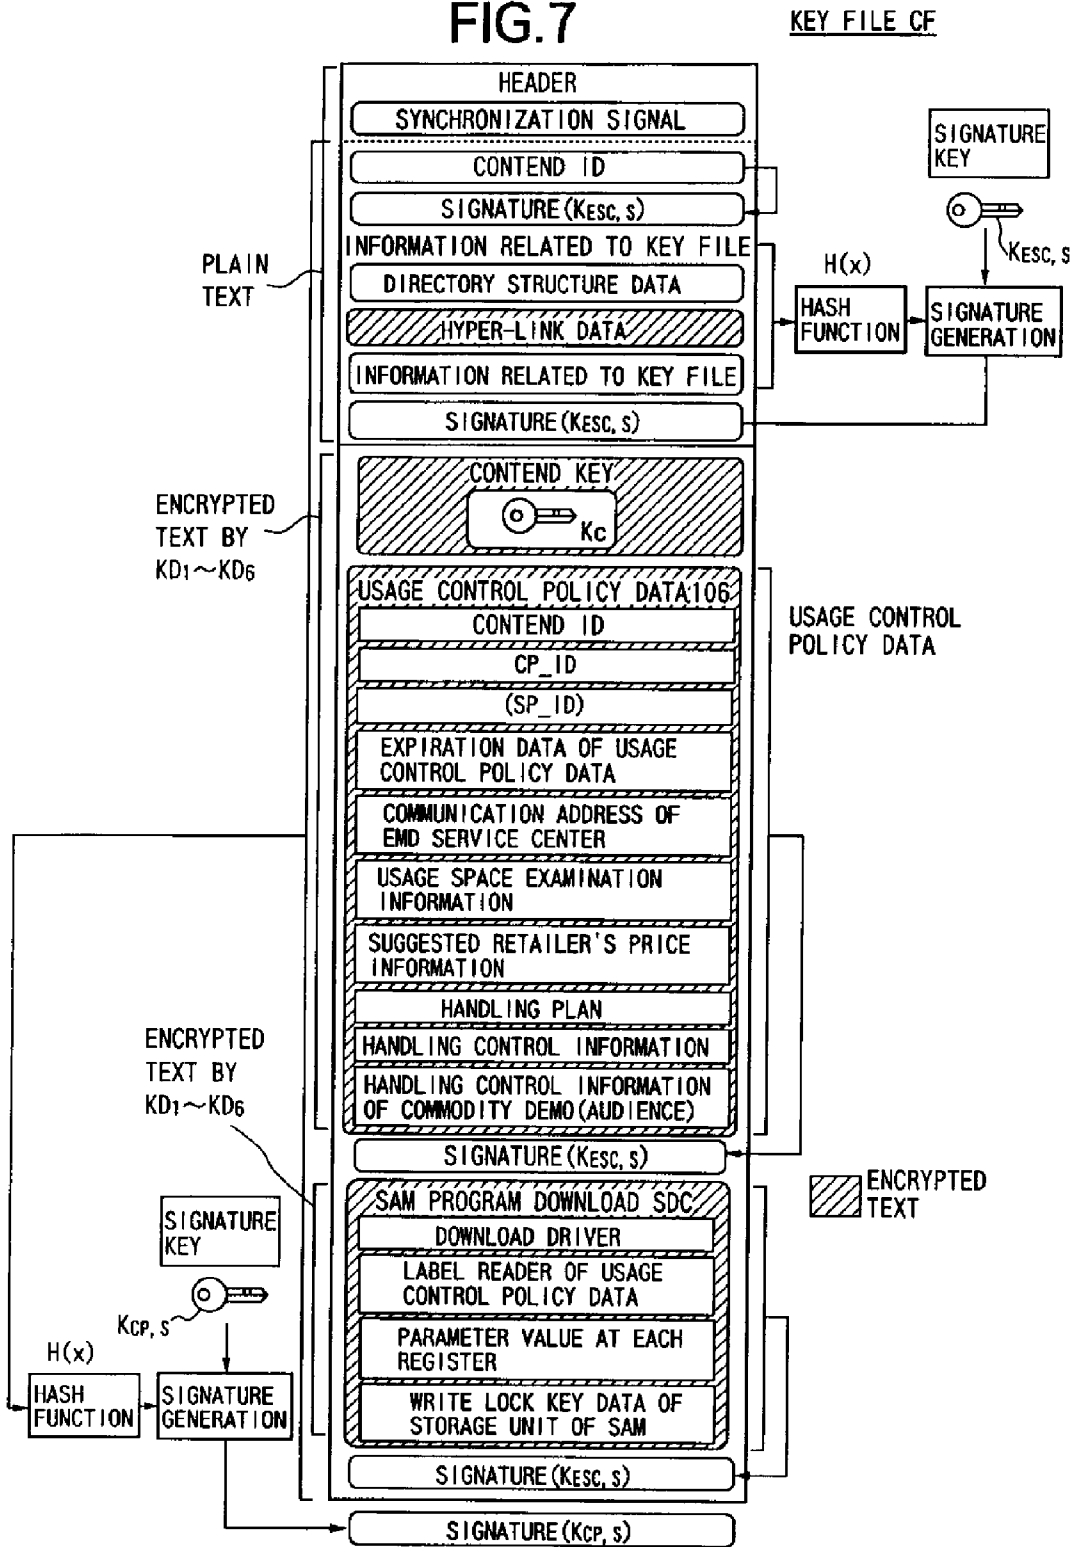 FIG.7
KEY FILE CF
HEADER
SYNCHRONIZATION SIGNAL
CONTEND ID
SIGNATURE(KESC, S)
INFORMATION RELATED TO KEY FILE
DIRECTORY STRUCTURE DATA
HYPER-LINK DATA
INFORMATION RELATED TO KEY FILE
SIGNATURE(KESC, S)
PLAIN
TEXT
SIGNATURE
KEY
KESC, S
H(x)
HASH
FUNCTION
SIGNATURE
GENERATION
ENCRYPTED
TEXT BY
KD1~KD6
CONTEND KEY
Kc
USAGE CONTROL POLICY DATA:106
CONTEND ID
CP_ID
(SP_ID)
EXPIRATION DATA OF USAGE
CONTROL POLICY DATA
COMMUNICATION ADDRESS OF
EMD SERVICE CENTER
USAGE SPACE EXAMINATION
INFORMATION
SUGGESTED RETAILER'S PRICE
INFORMATION
HANDLING PLAN
HANDLING CONTROL INFORMATION
HANDLING CONTROL INFORMATION
OF COMMODITY DEMO(AUDIENCE)
USAGE CONTROL
POLICY DATA
SIGNATURE(KESC, S)
ENCRYPTED
TEXT BY
KD1~KD6
SAM PROGRAM DOWNLOAD SDC
DOWNLOAD DRIVER
LABEL READER OF USAGE
CONTROL POLICY DATA
PARAMETER VALUE AT EACH
REGISTER
WRITE LOCK KEY DATA OF
STORAGE UNIT OF SAM
SIGNATURE(KESC, S)
ENCRYPTED
TEXT
SIGNATURE
KEY
KCP, S
H(x)
HASH
FUNCTION
SIGNATURE
GENERATION
SIGNATURE(KCP, S)